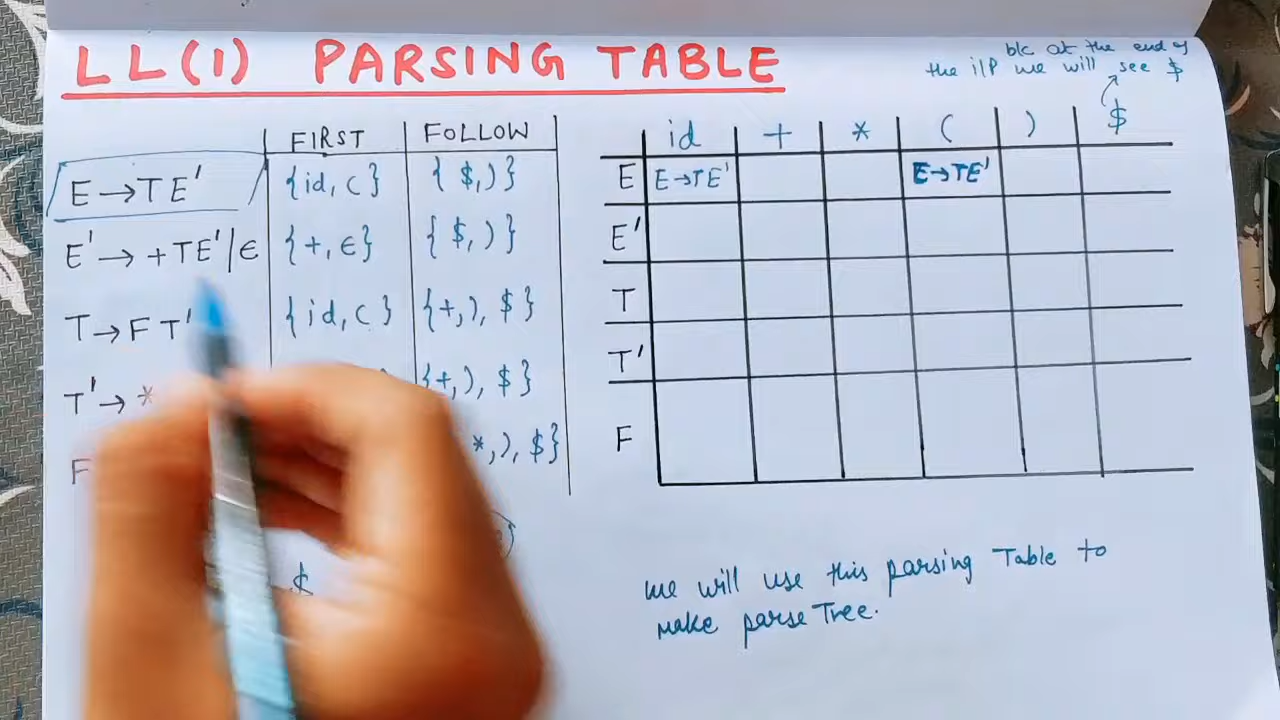 LL(1) PARSING TABLE
b/c at the end of
the i/P we will see $
FIRST FOLLOW
E → TE' {id, (} { $, )}
E' → +TE'/ϵ {+, ϵ} { $, )}
T → F T' {id, (} {+, ), $}
T' → * {+, ), $}
F *, ), $}
$
id + * ( ) $
E E→TE' E→TE'
E'
T
T'
F
we will use this parsing Table to
make parse Tree.